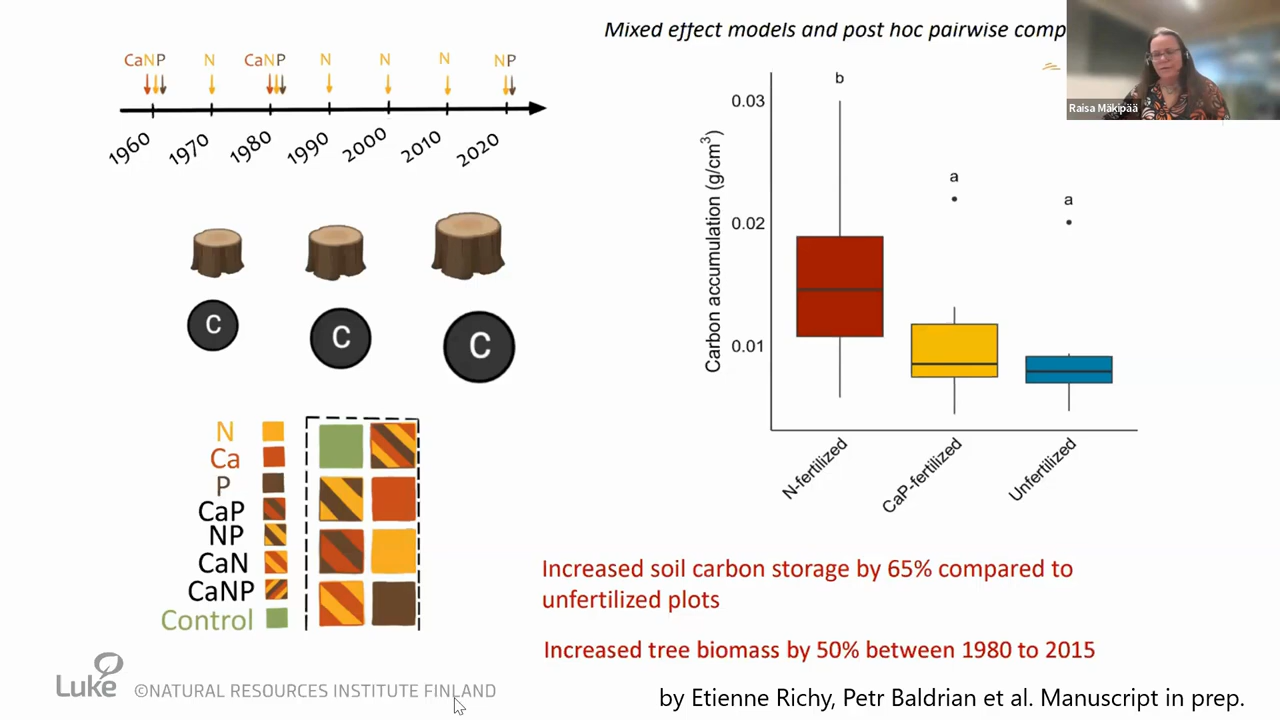 Mixed effect models and post hoc pairwise comp
Raisa Mäkipää
CaNP N CaNP N N N NP
1960 1970 1980 1990 2000 2010 2020
C C C
N
Ca
P
CaP
NP
CaN
CaNP
Control
Carbon accumulation (g/cm³)
0.03
0.02
0.01
b
a
a
N-fertilized
CaP-fertilized
Unfertilized
Increased soil carbon storage by 65% compared to
unfertilized plots
Increased tree biomass by 50% between 1980 to 2015
Luke ©NATURAL RESOURCES INSTITUTE FINLAND
by Etienne Richy, Petr Baldrian et al. Manuscript in prep.